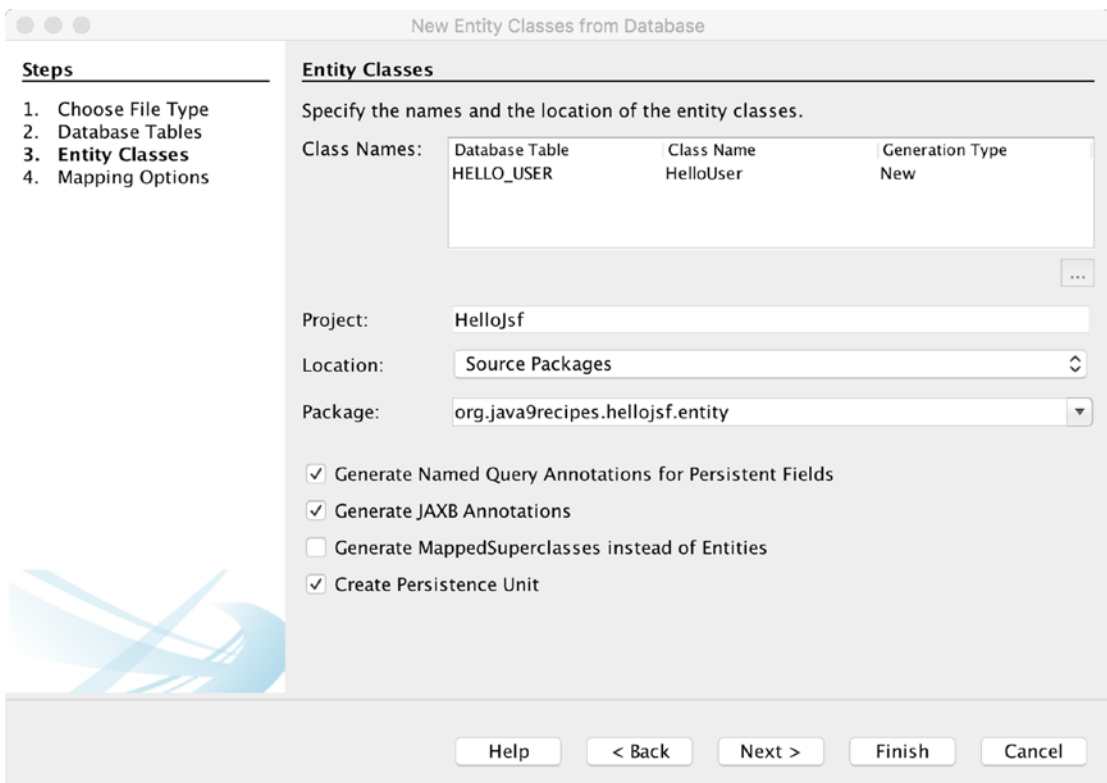 New Entity Classes from Database
Steps
1. Choose File Type
2. Database Tables
3. Entity Classes
4. Mapping Options
Entity Classes
Specify the names and the location of the entity classes.
Class Names:
Database Table Class Name Generation Type
HELLO_USER HelloUser New
...
Project: HelloJsf
Location: Source Packages
Package: org.java9recipes.hellojsf.entity
Generate Named Query Annotations for Persistent Fields
Generate JAXB Annotations
Generate MappedSuperclasses instead of Entities
Create Persistence Unit
Help < Back Next > Finish Cancel